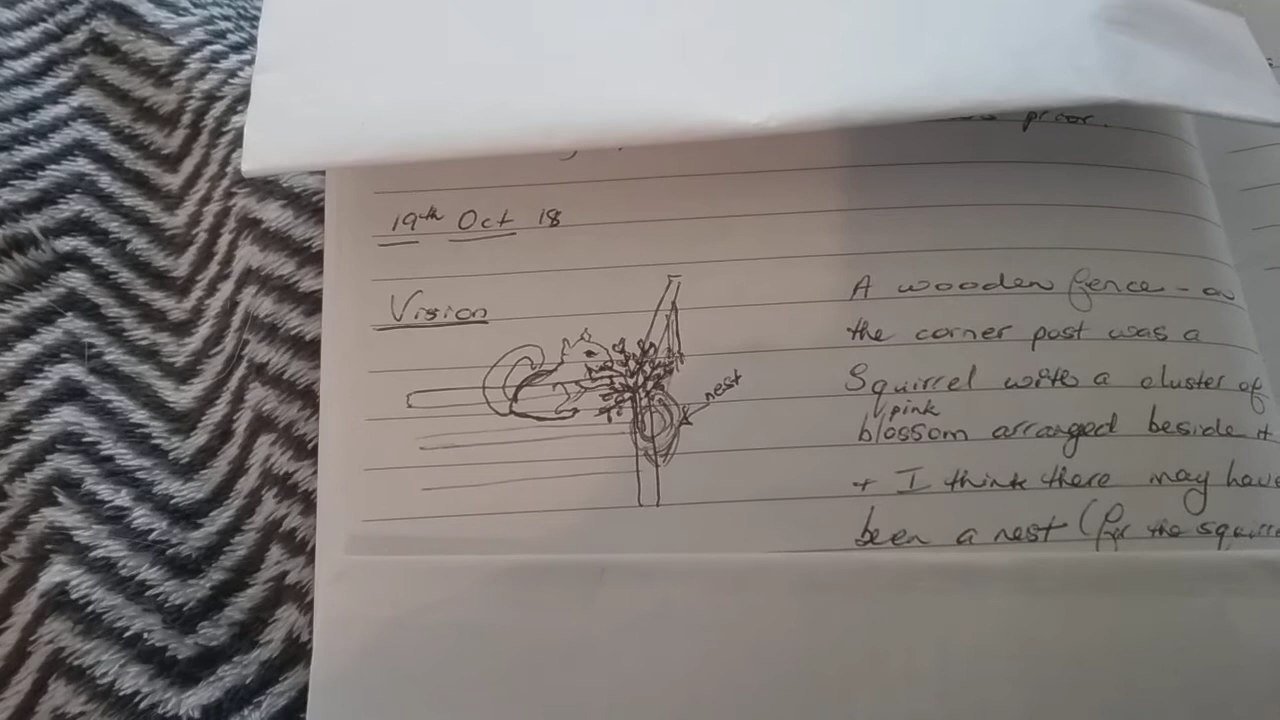 prior.
19th Oct 18
Vision
nest
A wooden fence - on
the corner post was a
Squirrel with a cluster of
pink
blossom arranged beside it
+ I think there may have
been a nest (for the squirrel